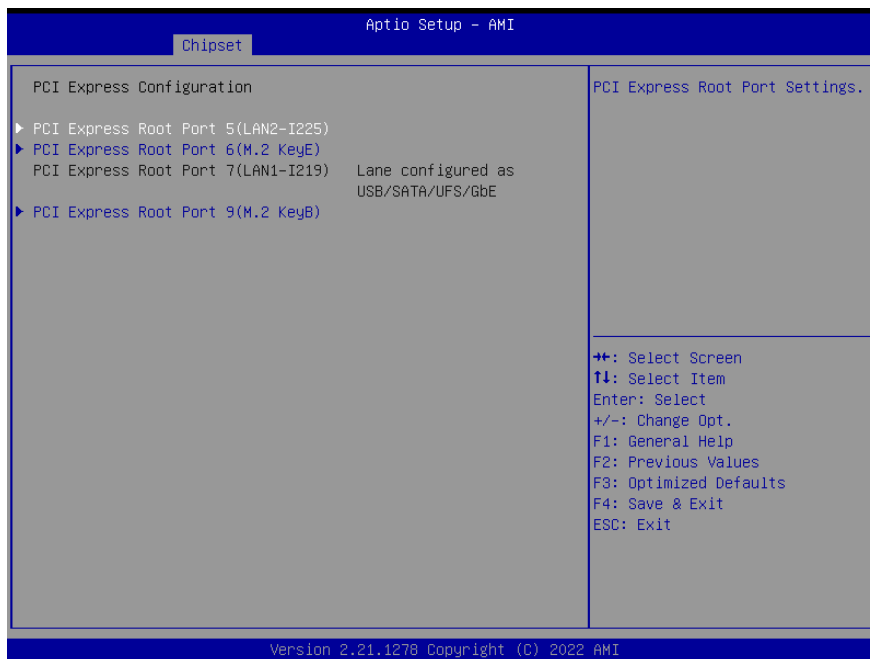 Aptio Setup - AMI
Chipset
PCI Express Configuration
▶ PCI Express Root Port 5(LAN2-I225)
▶ PCI Express Root Port 6(M.2 KeyE)
PCI Express Root Port 7(LAN1-I219) Lane configured as
USB/SATA/UFS/GbE
▶ PCI Express Root Port 9(M.2 KeyB)
PCI Express Root Port Settings.
→←: Select Screen
↑↓: Select Item
Enter: Select
+/-: Change Opt.
F1: General Help
F2: Previous Values
F3: Optimized Defaults
F4: Save & Exit
ESC: Exit
Version 2.21.1278 Copyright (C) 2022 AMI